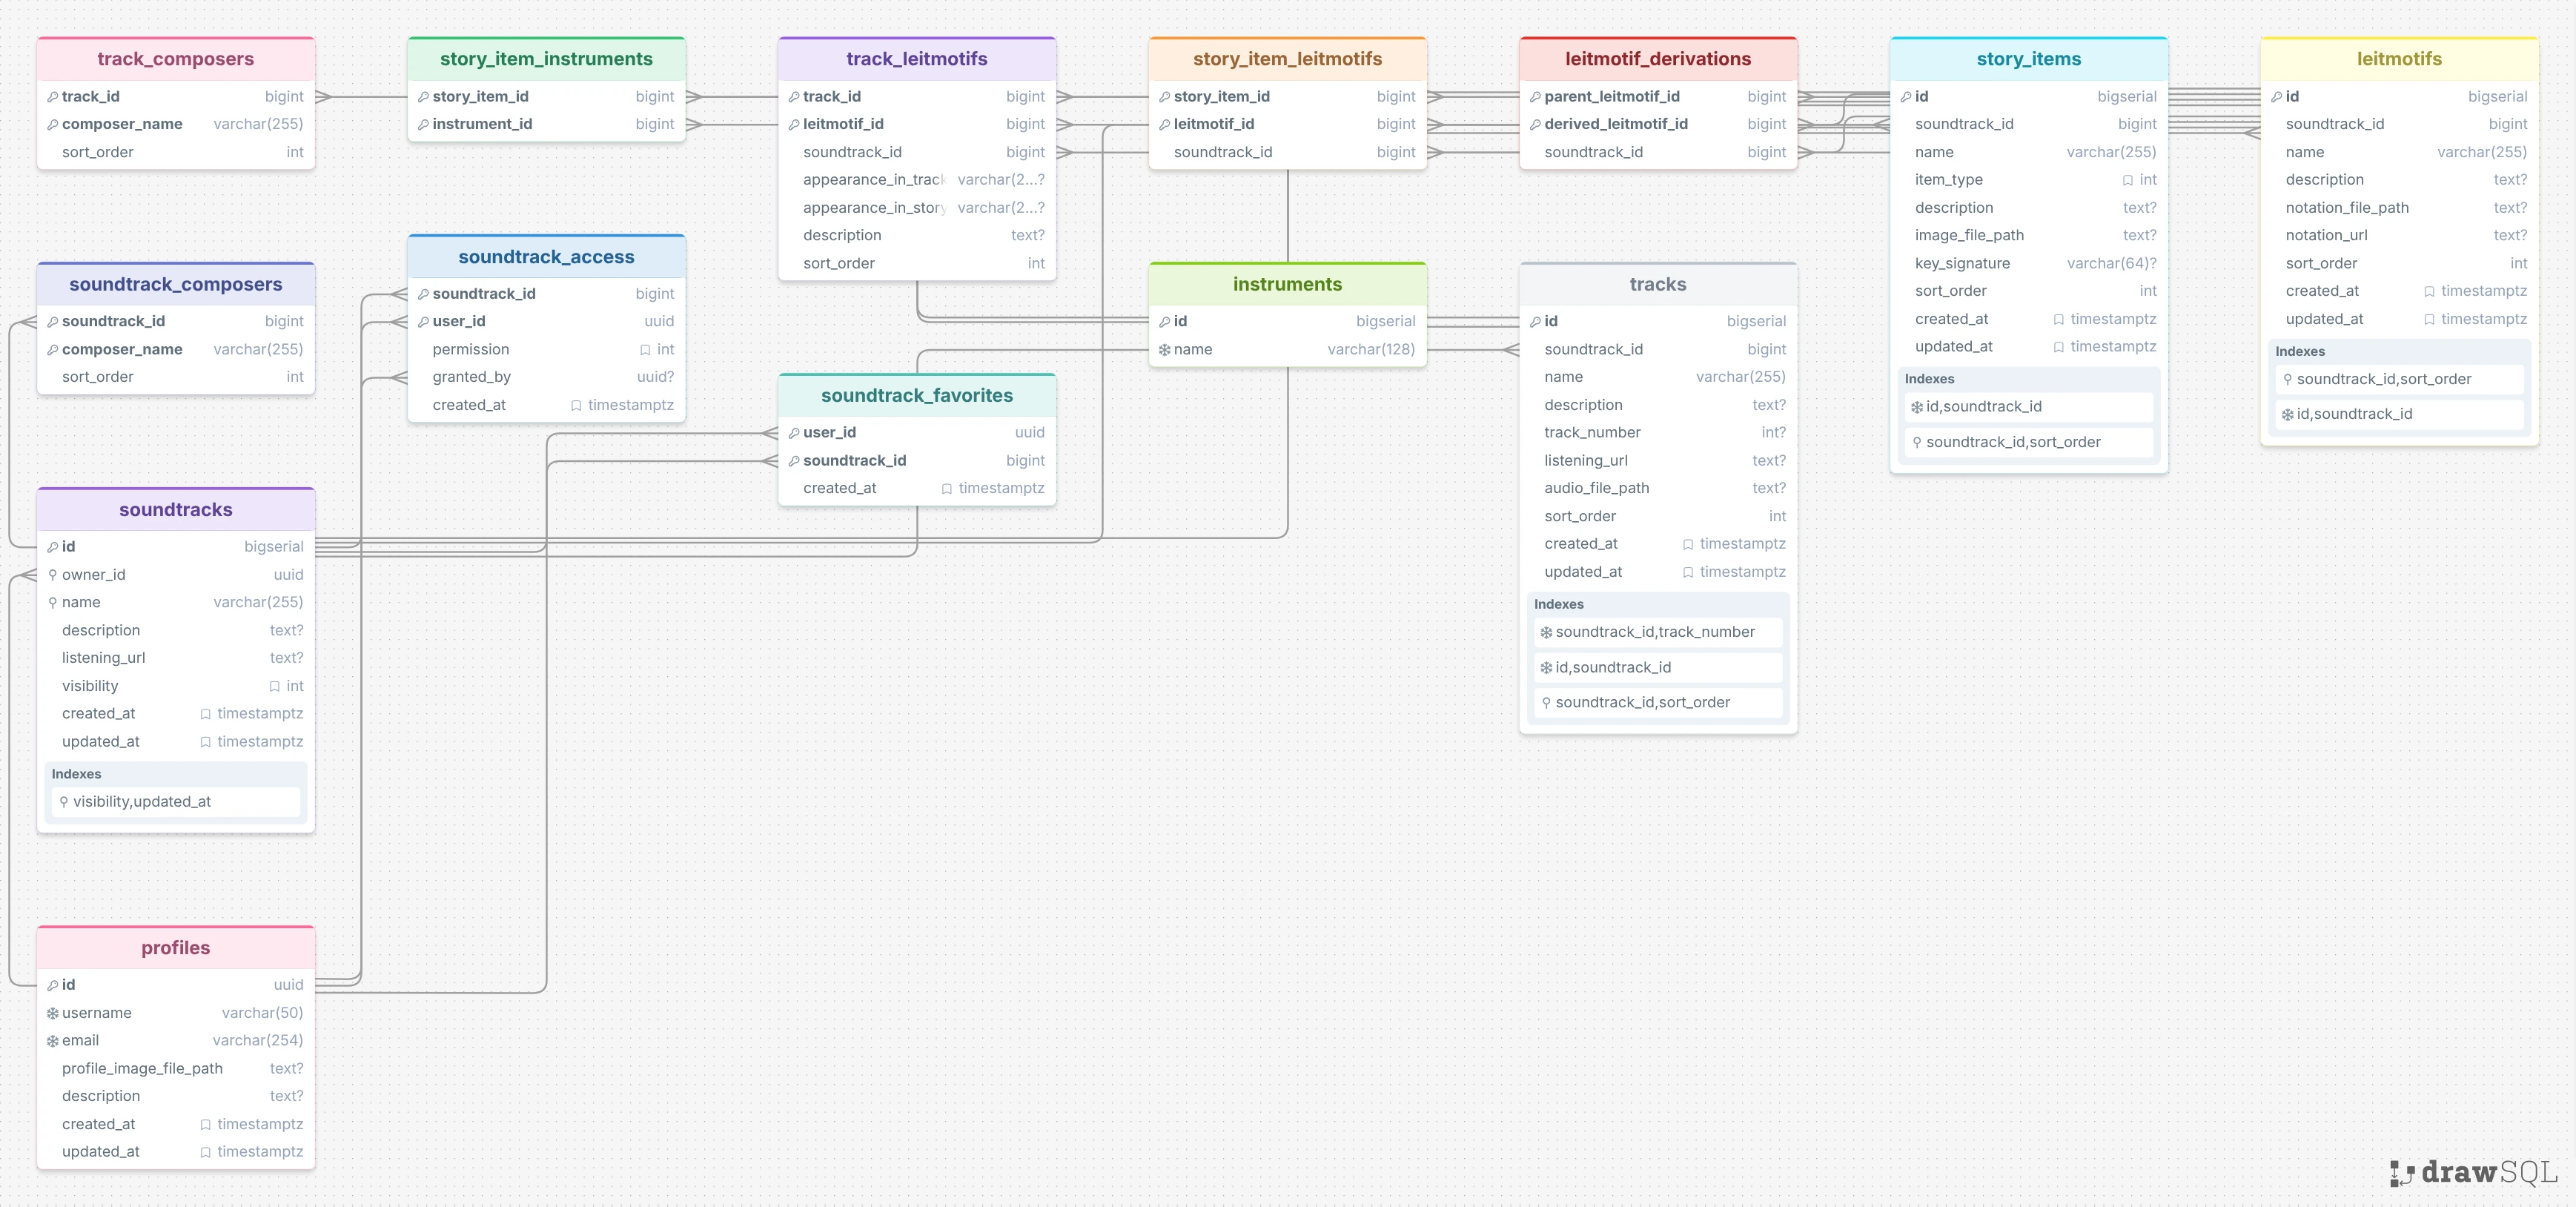 track_composers
track_id bigint
composer_name varchar(255)
sort_order int
story_item_instruments
story_item_id bigint
instrument_id bigint
track_leitmotifs
track_id bigint
leitmotif_id bigint
soundtrack_id bigint
appearance_in_track varchar(2...?
appearance_in_story varchar(2...?
description text?
sort_order int
story_item_leitmotifs
story_item_id bigint
leitmotif_id bigint
soundtrack_id bigint
leitmotif_derivations
parent_leitmotif_id bigint
derived_leitmotif_id bigint
soundtrack_id bigint
story_items
id bigserial
soundtrack_id bigint
name varchar(255)
item_type int
description text?
image_file_path text?
key_signature varchar(64)?
sort_order int
created_at timestamptz
updated_at timestamptz
Indexes
id,soundtrack_id
soundtrack_id,sort_order
leitmotifs
id bigserial
soundtrack_id bigint
name varchar(255)
description text?
notation_file_path text?
notation_url text?
sort_order int
created_at timestamptz
updated_at timestamptz
Indexes
soundtrack_id,sort_order
id,soundtrack_id
soundtrack_composers
soundtrack_id bigint
composer_name varchar(255)
sort_order int
soundtrack_access
soundtrack_id bigint
user_id uuid
permission int
granted_by uuid?
created_at timestamptz
instruments
id bigserial
name varchar(128)
tracks
id bigserial
soundtrack_id bigint
name varchar(255)
description text?
track_number int?
listening_url text?
audio_file_path text?
sort_order int
created_at timestamptz
updated_at timestamptz
Indexes
soundtrack_id,track_number
id,soundtrack_id
soundtrack_id,sort_order
soundtrack_favorites
user_id uuid
soundtrack_id bigint
created_at timestamptz
soundtracks
id bigserial
owner_id uuid
name varchar(255)
description text?
listening_url text?
visibility int
created_at timestamptz
updated_at timestamptz
Indexes
visibility,updated_at
profiles
id uuid
username varchar(50)
email varchar(254)
profile_image_file_path text?
description text?
created_at timestamptz
updated_at timestamptz
drawSQL